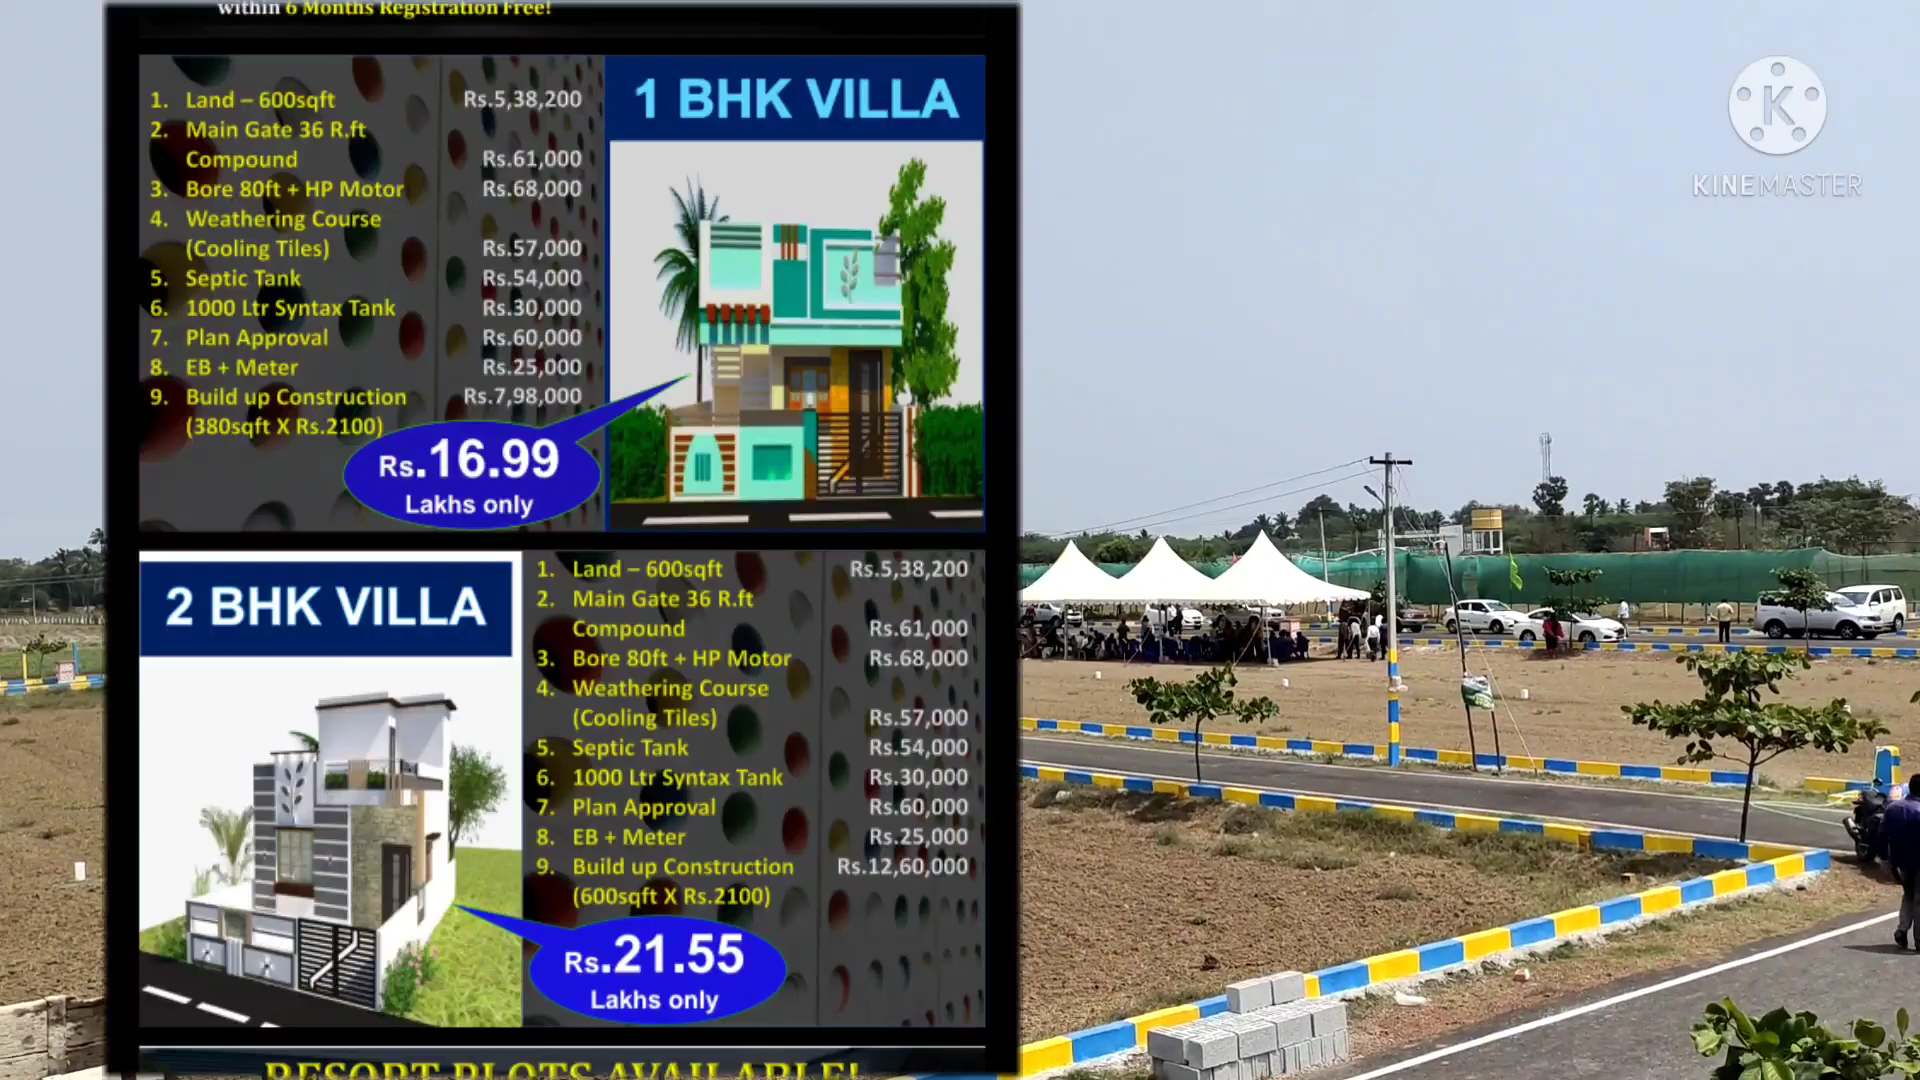 within 6 Months Registration Free!
1. Land – 600sqft Rs.5,38,200
2. Main Gate 36 R.ft
Compound Rs.61,000
3. Bore 80ft + HP Motor Rs.68,000
4. Weathering Course
(Cooling Tiles) Rs.57,000
5. Septic Tank Rs.54,000
6. 1000 Ltr Syntax Tank Rs.30,000
7. Plan Approval Rs.60,000
8. EB + Meter Rs.25,000
9. Build up Construction Rs.7,98,000
(380sqft X Rs.2100)
Rs.16.99
Lakhs only
1 BHK VILLA
2 BHK VILLA
1. Land – 600sqft Rs.5,38,200
2. Main Gate 36 R.ft
Compound Rs.61,000
3. Bore 80ft + HP Motor Rs.68,000
4. Weathering Course
(Cooling Tiles) Rs.57,000
5. Septic Tank Rs.54,000
6. 1000 Ltr Syntax Tank Rs.30,000
7. Plan Approval Rs.60,000
8. EB + Meter Rs.25,000
9. Build up Construction Rs.12,60,000
(600sqft X Rs.2100)
Rs.21.55
Lakhs only
RESORT PLOTS AVAILABLE!
K
KINEMASTER